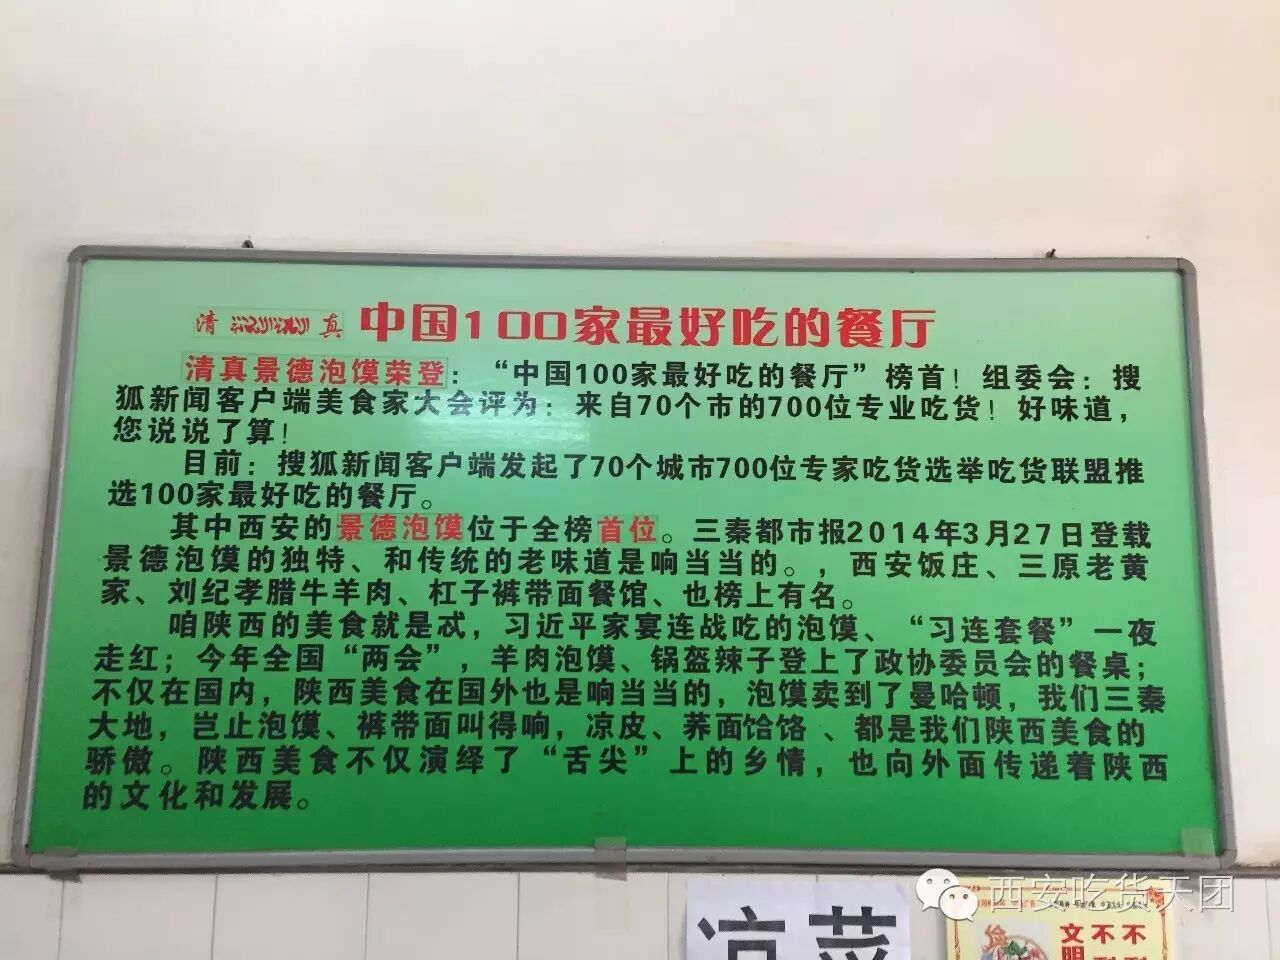 清 真 中国100家最好吃的餐厅
清真景德泡馍荣登：“中国100家最好吃的餐厅”榜首！组委会：搜
狐新闻客户端美食家大会评为：来自70个市的700位专业吃货！好味道，
您说说了算！
目前：搜狐新闻客户端发起了70个城市700位专家吃货选举吃货联盟推
选100家最好吃的餐厅。
其中西安的景德泡馍位于全榜首位。三秦都市报2014年3月27日登载
景德泡馍的独特、和传统的老味道是响当当的。，西安饭庄、三原老黄
家、刘纪孝腊牛羊肉、杠子裤带面餐馆、也榜上有名。
咱陕西的美食就是忒，习近平家宴连战吃的泡馍、“习连套餐”一夜
走红；今年全国“两会”，羊肉泡馍、锅盔辣子登上了政协委员会的餐桌；
不仅在国内，陕西美食在国外也是响当当的，泡馍卖到了曼哈顿，我们三秦
大地，岂止泡馍、裤带面叫得响，凉皮、荞面饸饹、都是我们陕西美食的
骄傲。陕西美食不仅演绎了“舌尖”上的乡情，也向外面传递着陕西
的文化和发展。
西安吃货天团
凉菜
文明
不
不